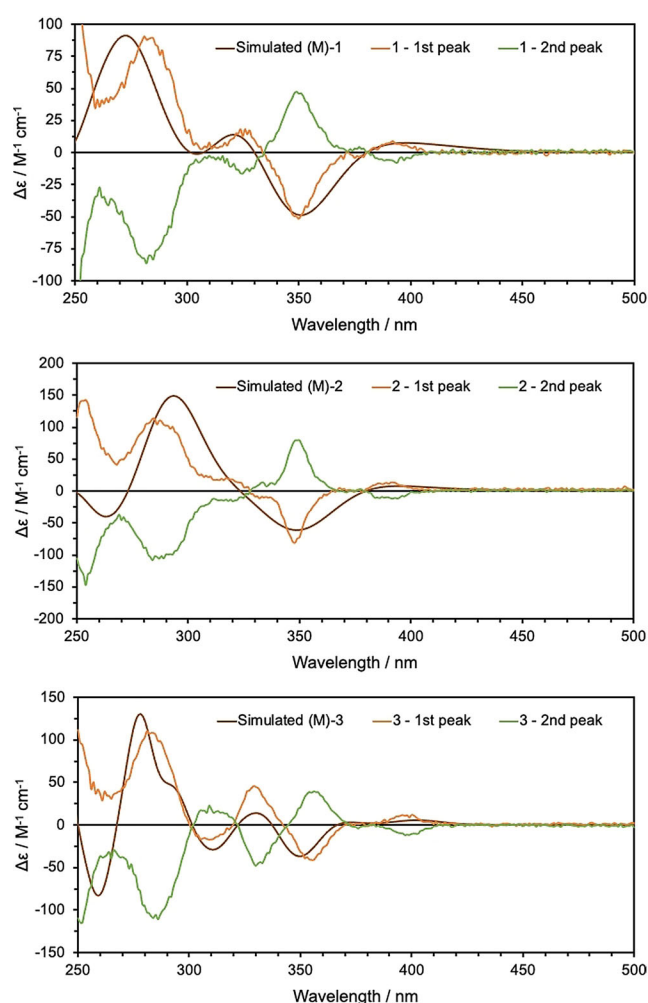 100
Simulated (M)-1 1 - 1st peak 1 - 2nd peak
75
50
25
0
-25
-50
-75
-100
Δε / M⁻¹ cm⁻¹
250 300 350 400 450 500
Wavelength / nm
200
Simulated (M)-2 2 - 1st peak 2 - 2nd peak
150
100
50
0
-50
-100
-150
-200
Δε / M⁻¹ cm⁻¹
250 300 350 400 450 500
Wavelength / nm
150
Simulated (M)-3 3 - 1st peak 3 - 2nd peak
100
50
0
-50
-100
-150
Δε / M⁻¹ cm⁻¹
250 300 350 400 450 500
Wavelength / nm